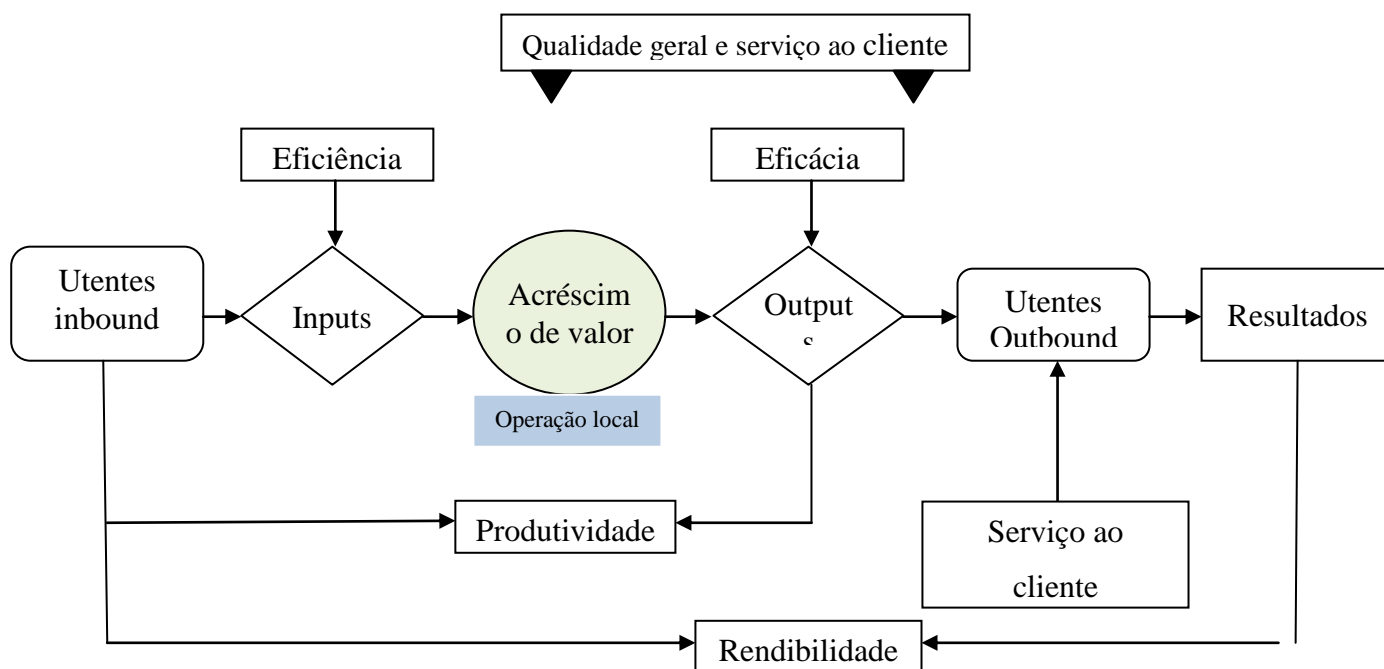 Qualidade geral e serviço ao cliente
Eficiência
Eficácia
Utentes
inbound
Inputs
Acréscim
o de valor
Output
s
Utentes
Outbound
Resultados
Operação local
Produtividade
Serviço ao
cliente
Rendibilidade